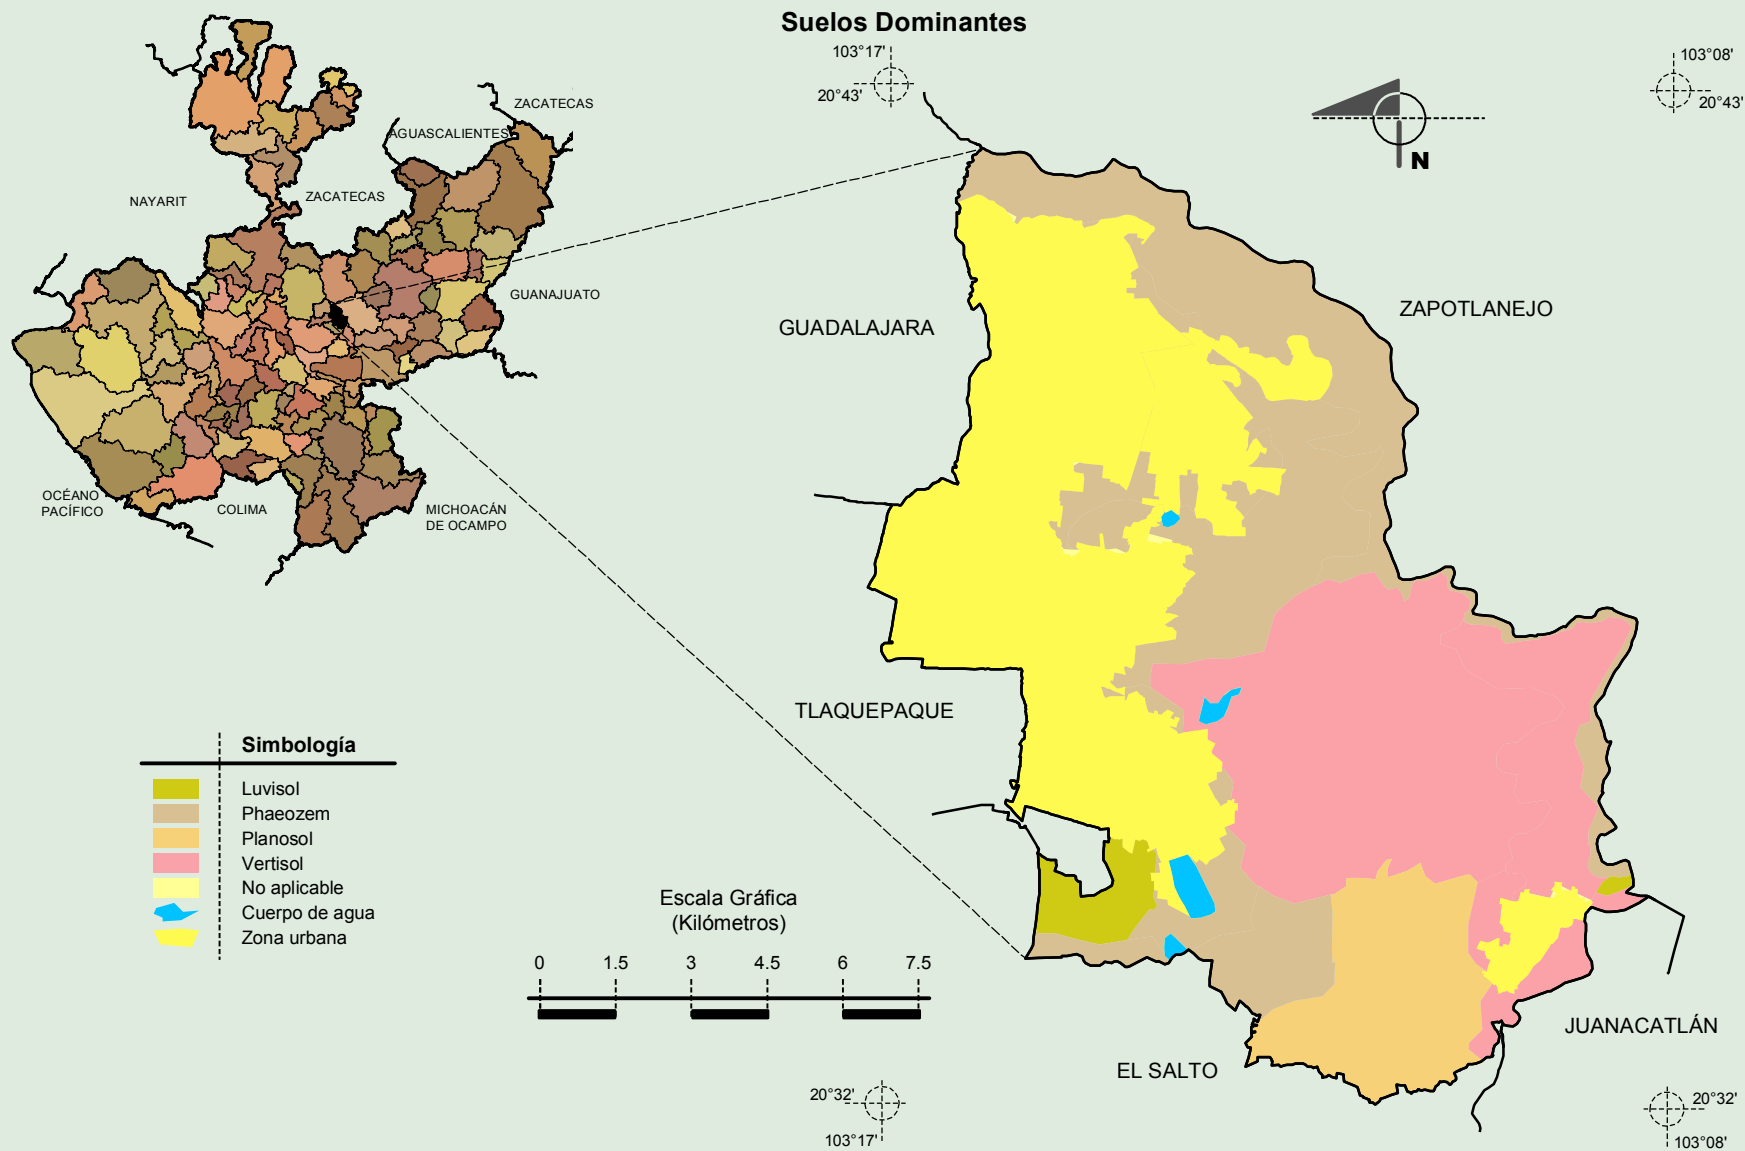 Suelos Dominantes
103°17'
20°43'
103°08'
20°43'
N
ZACATECAS
AGUASCALIENTES
NAYARIT
ZACATECAS
GUANAJUATO
OCÉANO
PACÍFICO
COLIMA
MICHOACÁN
DE OCAMPO
GUADALAJARA
ZAPOTLANEJO
TLAQUEPAQUE
JUANACATLÁN
EL SALTO
Simbología
Luvisol
Phaeozem
Planosol
Vertisol
No aplicable
Cuerpo de agua
Zona urbana
Escala Gráfica
(Kilómetros)
0 1.5 3 4.5 6 7.5
20°32'
103°17'
20°32'
103°08'